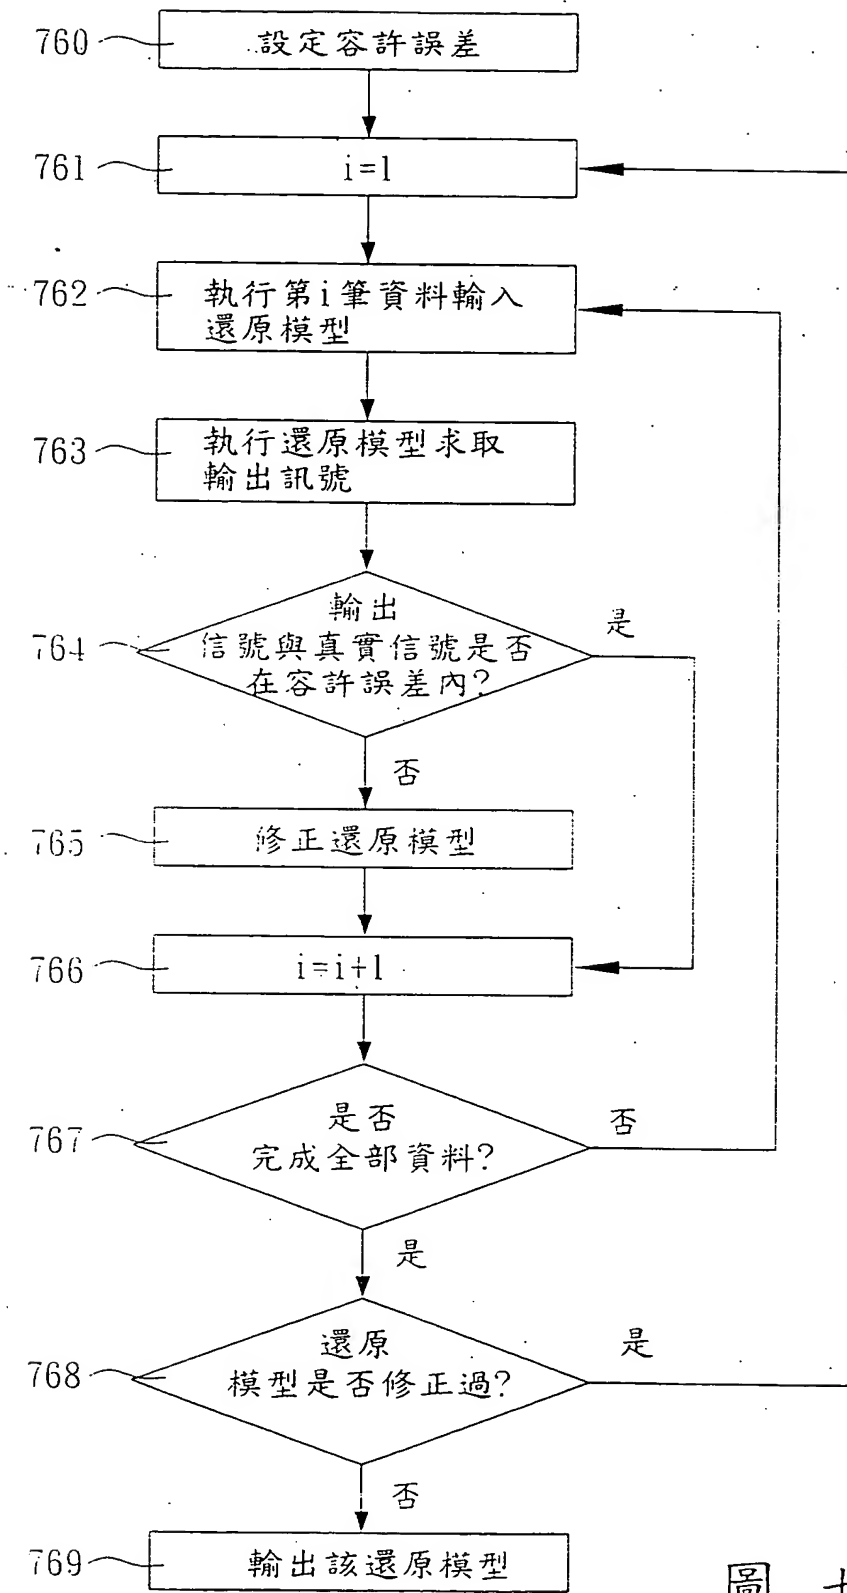 760
設定容許誤差
761
i=1
762
執行第i筆資料輸入
還原模型
763
執行還原模型求取
輸出訊號
764
輸出
信號與真實信號是否
在容許誤差內?
是
否
765
修正還原模型
766
i=i+1
767
是否
完成全部資料?
否
是
768
還原
模型是否修正過?
是
否
769
輸出該還原模型
圖